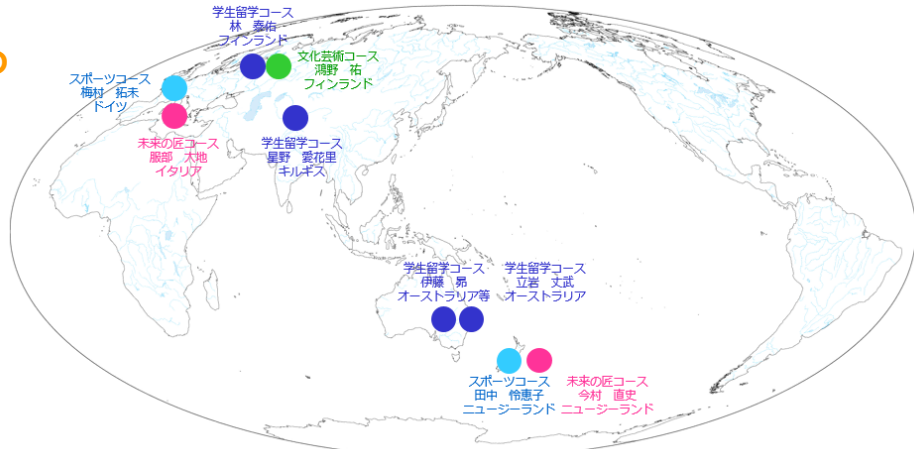 学生留学コース
林　泰佑
フィンランド
文化芸術コース
鴻野　祐
フィンランド
スポーツコース
梅村　拓未
ドイツ
未来の匠コース
服部　大地
イタリア
学生留学コース
星野　愛花里
キルギス
学生留学コース
伊藤　昴
オーストラリア等
学生留学コース
立岩　丈武
オーストラリア
スポーツコース
田中　怜恵子
ニュージーランド
未来の匠コース
今村　直史
ニュージーランド